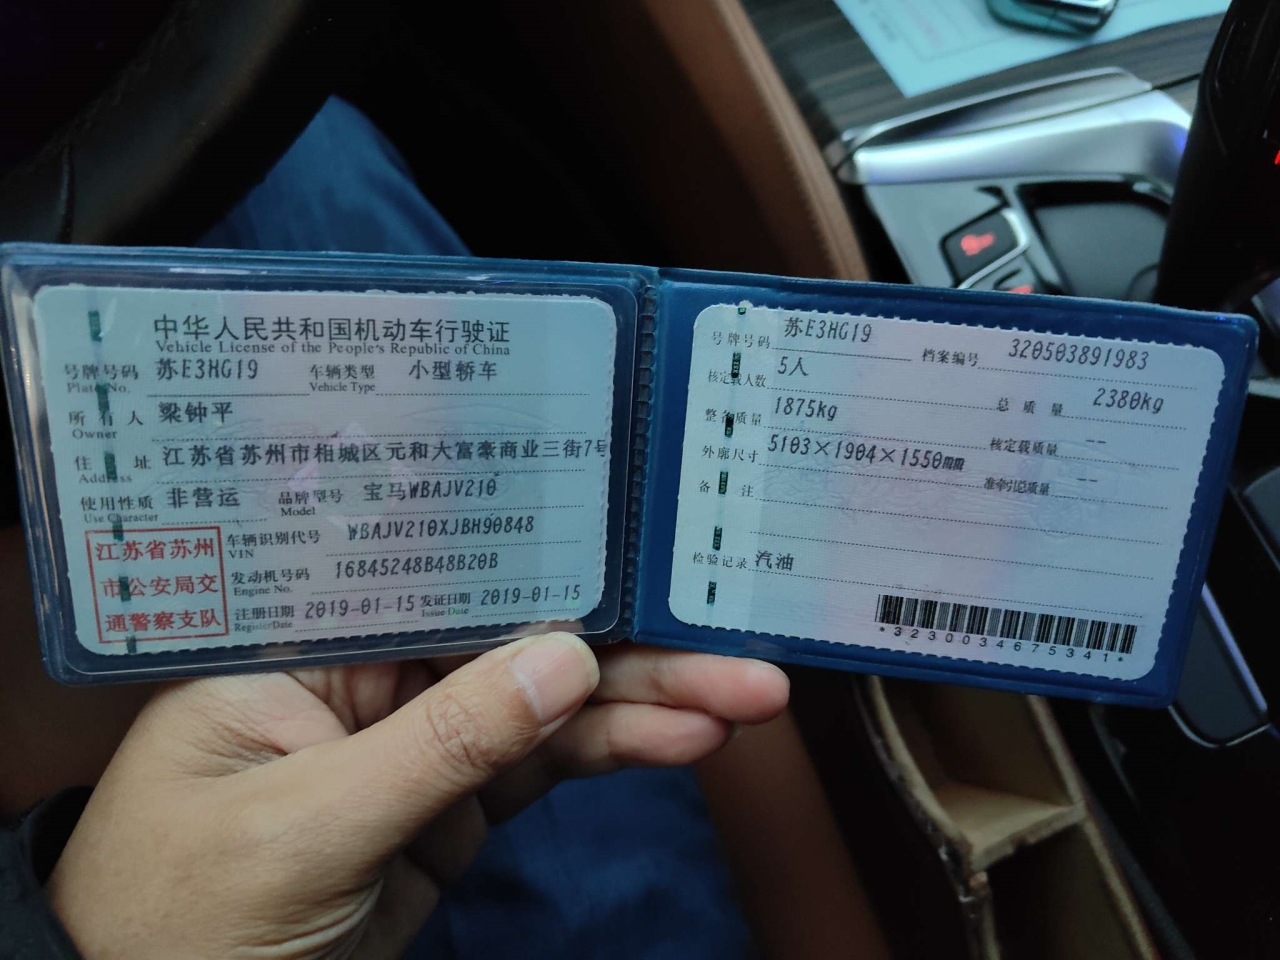 中华人民共和国机动车行驶证
Vehicle License of the People's Republic of China
号牌号码 苏E3HG19 车辆类型 小型轿车
Plate No. Vehicle Type
所有人 梁钟平
Owner
住址 江苏省苏州市相城区元和大富豪商业三街7号
Address
使用性质 非营运 品牌型号 宝马WBAJV210
Use Character Model
江苏省苏州
市公安局交
通警察支队
车辆识别代号 WBAJV210XJBH90848
VIN
发动机号码 16845248B48B20B
Engine No.
注册日期 2019-01-15 发证日期 2019-01-15
Register Date Issue Date
号牌号码 苏E3HG19 档案编号 320503891983
核定载人数 5人 总质量 2380kg
整备质量 1875kg 核定载质量 --
外廓尺寸 5103×1904×1550mm 准牵引总质量 --
备注
检验记录 汽油
*3230034675341*